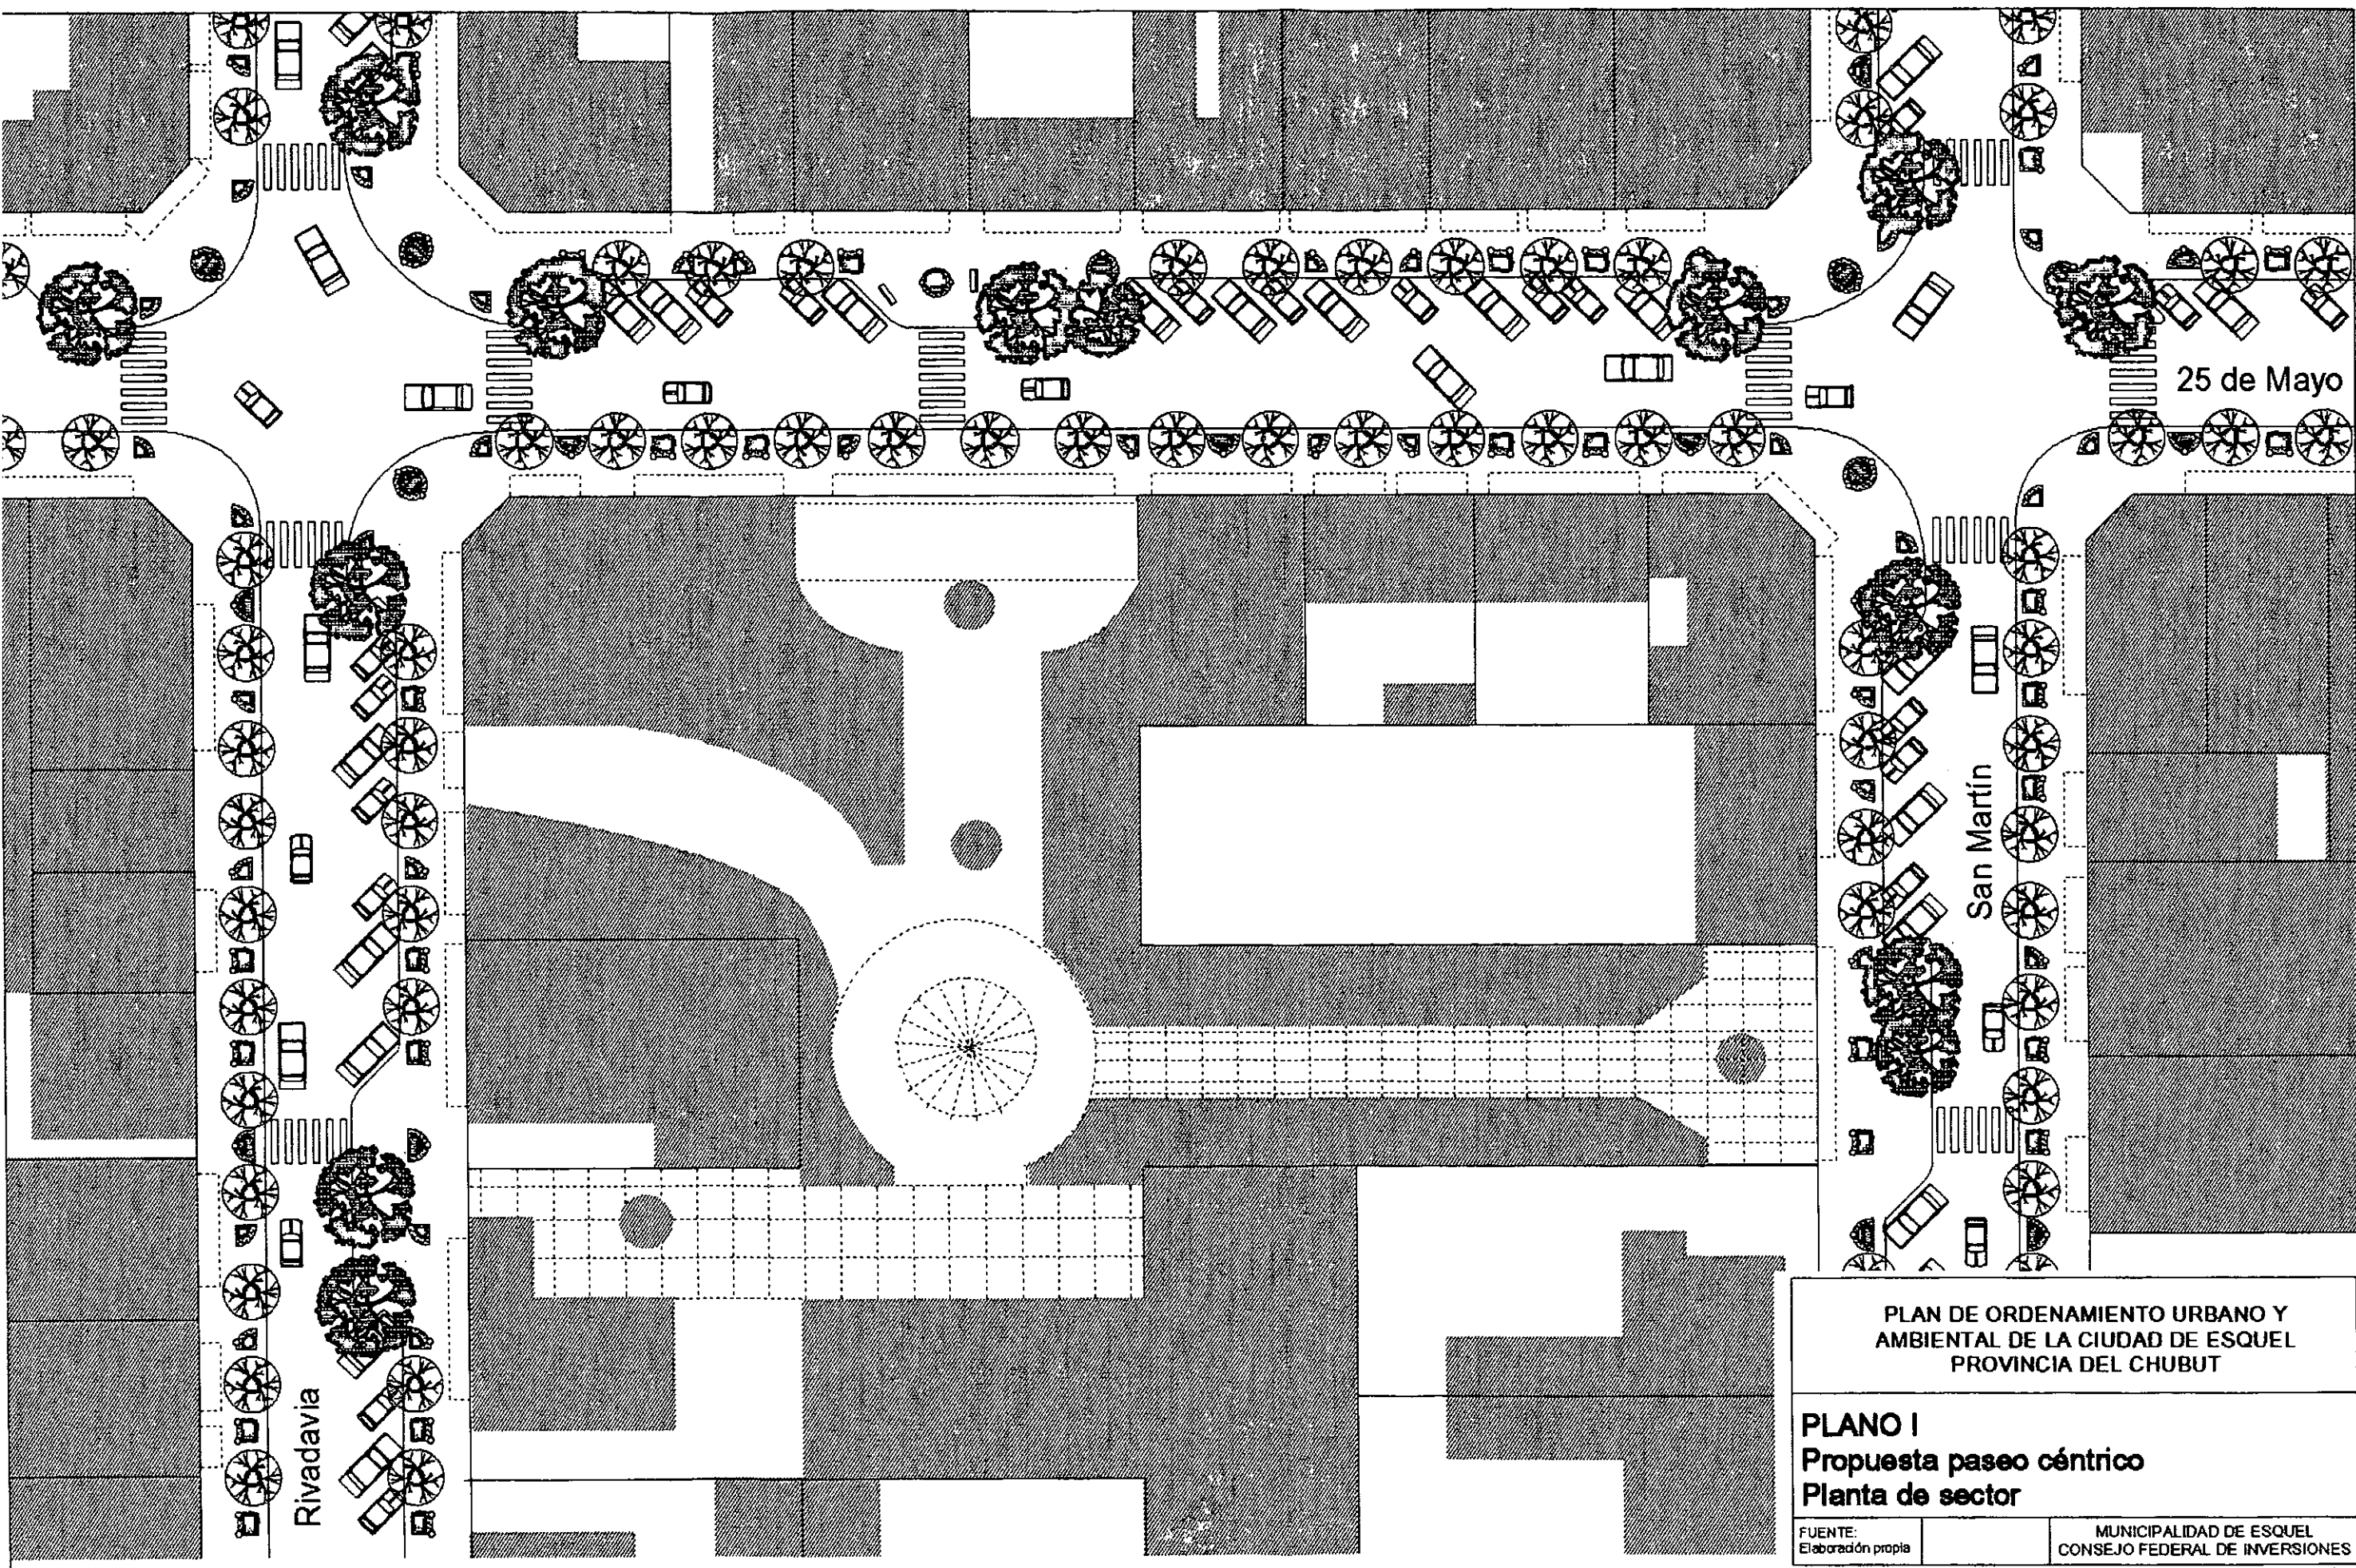 25 de Mayo
San Martín
Rivadavia
PLAN DE ORDENAMIENTO URBANO Y
AMBIENTAL DE LA CIUDAD DE ESQUEL
PROVINCIA DEL CHUBUT
PLANO I
Propuesta paseo céntrico
Planta de sector
FUENTE:
Elaboración propia
MUNICIPALIDAD DE ESQUEL
CONSEJO FEDERAL DE INVERSIONES